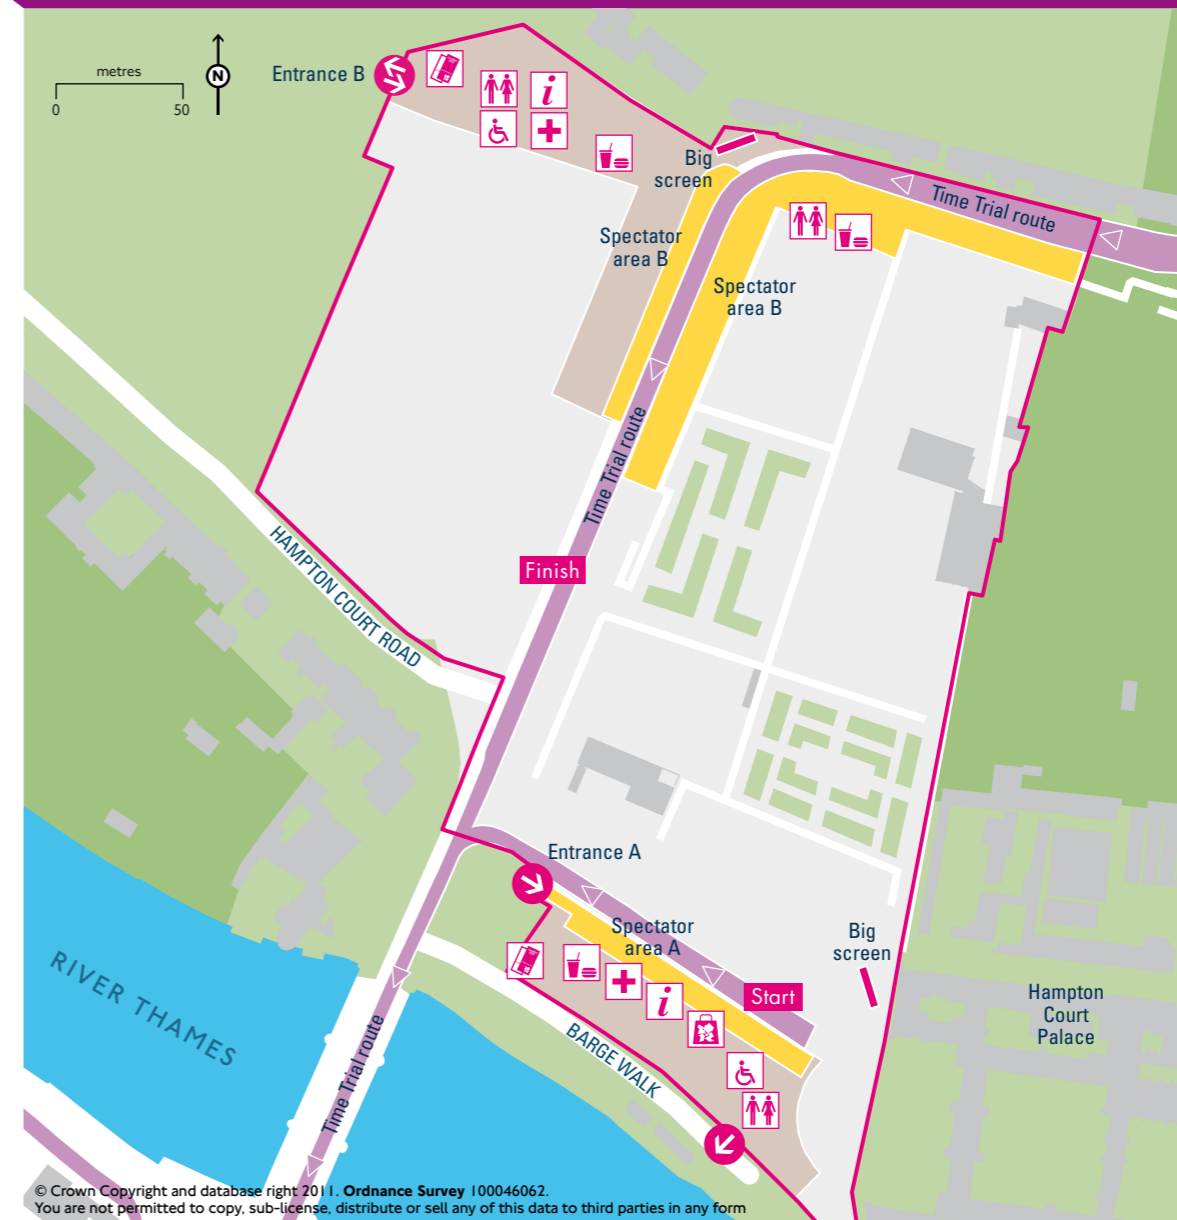 metres
0
50
N
Entrance B
i
Big
screen
Time Trial route
Spectator
area B
Spectator
area B
Time Trial route
Finish
HAMPTON COURT ROAD
Entrance A
Spectator
area A
Big
screen
i
Start
Hampton
Court
Palace
RIVER THAMES
BARGE WALK
Time Trial route
© Crown Copyright and database right 2011. Ordnance Survey 100046062.
You are not permitted to copy, sub-license, distribute or sell any of this data to third parties in any form